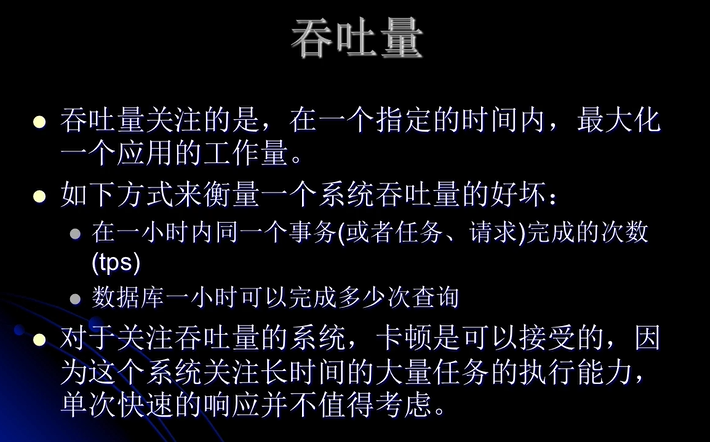 吞吐量
吞吐量关注的是，在一个指定的时间内，最大化
一个应用的工作量。
如下方式来衡量一个系统吞吐量的好坏：
在一小时内同一个事务(或者任务、请求)完成的次数
(tps)
数据库一小时可以完成多少次查询
对于关注吞吐量的系统，卡顿是可以接受的，因
为这个系统关注长时间的大量任务的执行能力，
单次快速的响应并不值得考虑。